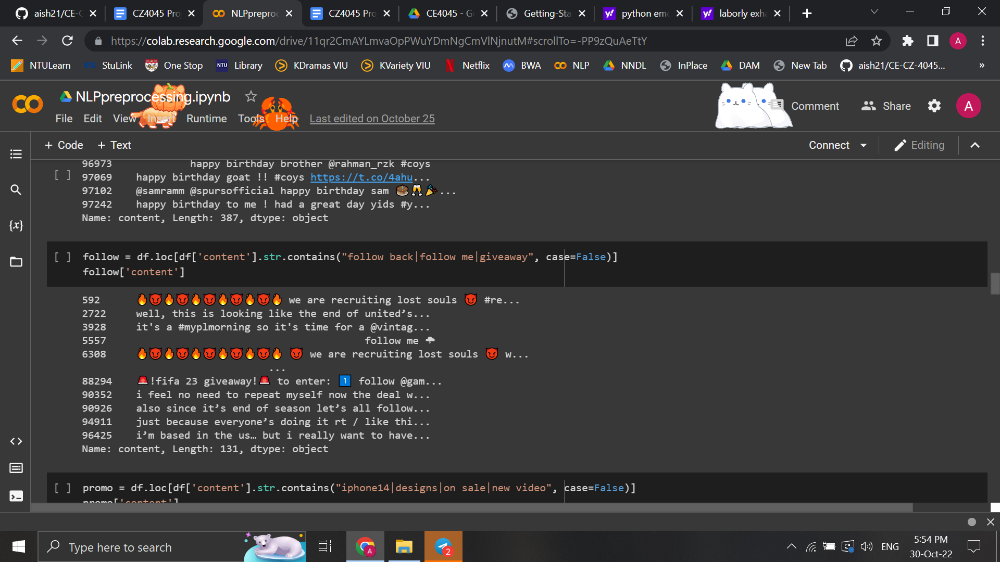 aish21/CE-C
CZ4045 Pro
NLPpreproc
CZ4045 Pro
CE4045 - G
Getting-Sta
python em
laborly exha
https://colab.research.google.com/drive/11qr2CmAYLmvaOpPWuYDmNgCmVlNjnutM#scrollTo=-PP9zQuAeTtY
A
NTULearn
StuLink
One Stop
NTU Library
KDramas VIU
KVariety VIU
Netflix
BWA
NLP
NNDL
InPlace
DAM
New Tab
aish21/CE-CZ-4045...
»
NLPpreprocessing.ipynb
File Edit View Insert Runtime Tools Help Last edited on October 25
Comment
Share
A
+ Code + Text
Connect
Editing
96973 happy birthday brother @rahman_rzk #coys
[ ] 97069 happy birthday goat !! #coys https://t.co/4ahu...
97102 @samramm @spursofficial happy birthday sam 🎂🥂🎉...
97242 happy birthday to me ! had a great day yids #y...
Name: content, Length: 387, dtype: object
{x}
[ ] follow = df.loc[df['content'].str.contains("follow back|follow me|giveaway", case=False)]
follow['content']
592 🔥😈🔥😈🔥😈🔥😈🔥😈🔥 we are recruiting lost souls 😈 #re...
2722 well, this is looking like the end of united’s...
3928 it's a #myplmorning so it's time for a @vintag...
5557 follow me 🌩
6308 🔥😈🔥😈🔥😈🔥😈🔥😈🔥 😈 we are recruiting lost souls 😈 w...
...
88294 🚨!fifa 23 giveaway!🚨 to enter: 1️⃣ follow @gam...
90352 i feel no need to repeat myself now the deal w...
90926 also since it’s end of season let’s all follow...
94911 just because everyone’s doing it rt / like thi...
96425 i’m based in the us… but i really want to have...
Name: content, Length: 131, dtype: object
[ ] promo = df.loc[df['content'].str.contains("iphone14|designs|on sale|new video", case=False)]
promo['content']
Type here to search
A
2
ENG
5:54 PM
30-Oct-22